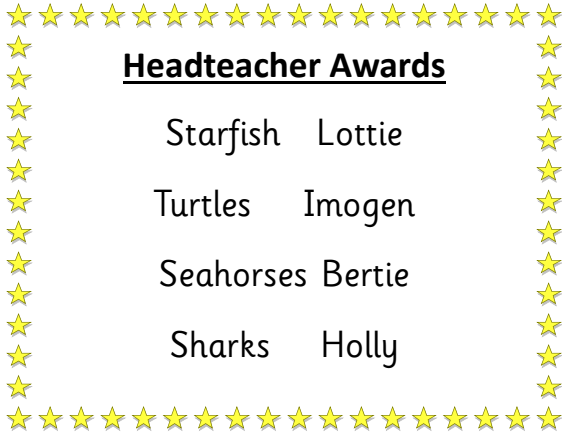 Headteacher Awards
Starfish Lottie
Turtles Imogen
Seahorses Bertie
Sharks Holly